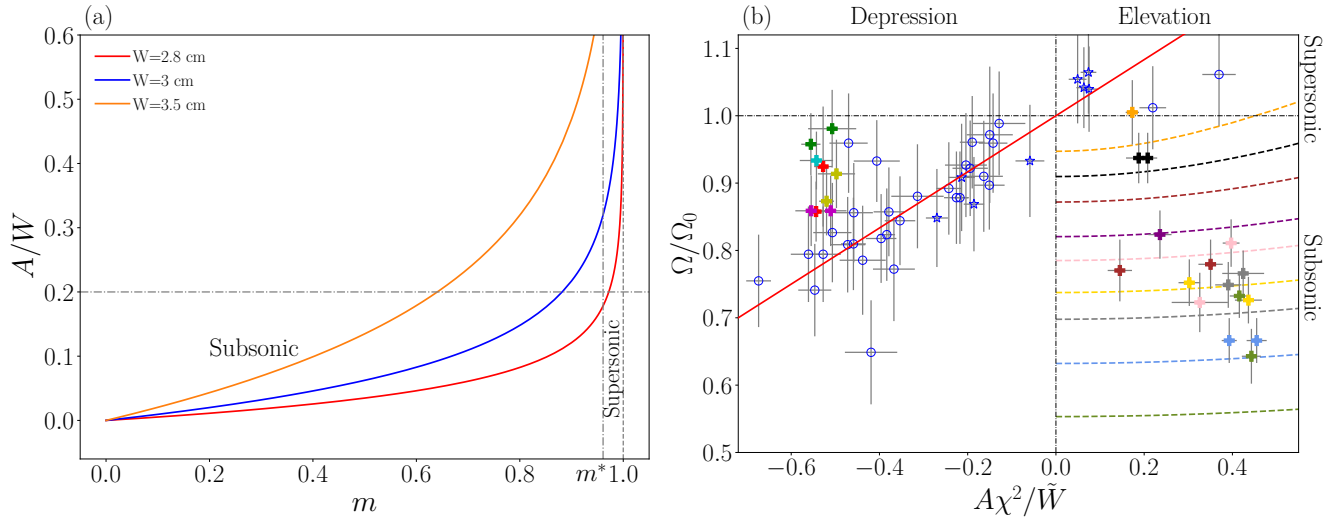 (a)
A/W
0.6
0.5
0.4
0.3
0.2
0.1
0.0
W=2.8 cm
W=3 cm
W=3.5 cm
Subsonic
Supersonic
0.0 0.2 0.4 0.6 0.8 m* 1.0
m
(b) Depression Elevation
Ω/Ω₀
1.1
1.0
0.9
0.8
0.7
0.6
0.5
Supersonic
Subsonic
−0.6 −0.4 −0.2 0.0 0.2 0.4
Aχ²/W̃